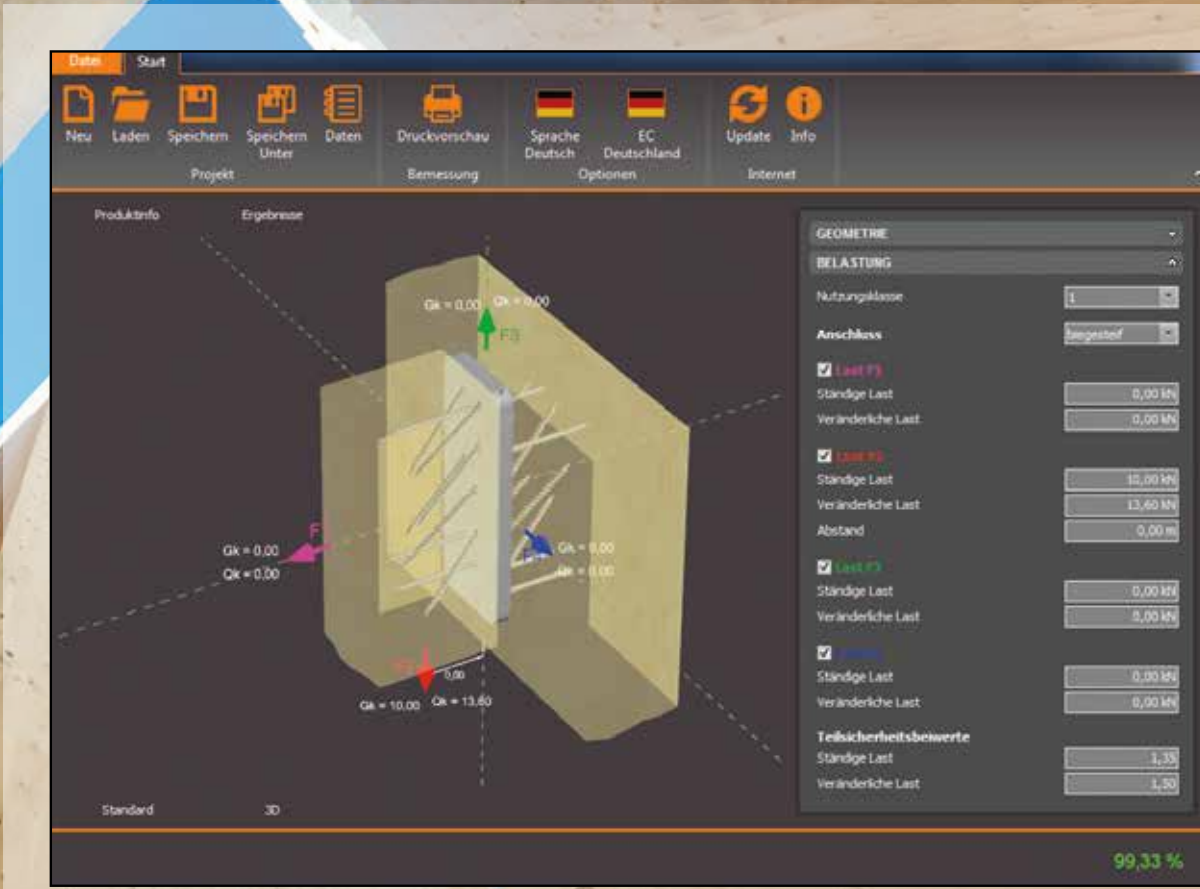 Datei Start
Neu Laden Speichern Speichern Unter Daten Druckvorschau Sprache Deutsch EC Deutschland Update Info
Projekt Bemessung Optionen Internet
Produktinfo Ergebnisse
GEOMETRIE
BELASTUNG
Nutzungsklasse 1
Anschluss biegesteif
Last F1
Ständige Last 0,00 kN
Veränderliche Last 0,00 kN
Last F2
Ständige Last 10,00 kN
Veränderliche Last 13,60 kN
Abstand 0,00 m
Last F3
Ständige Last 0,00 kN
Veränderliche Last 0,00 kN
Ständige Last 0,00 kN
Veränderliche Last 0,00 kN
Teilsicherheitsbeiwerte
Ständige Last 1,35
Veränderliche Last 1,50
Gk = 0,00 Qk = 0,00
F3
Gk = 0,00
Qk = 0,00
Gk = 0,00
Qk = 0,00
0,00
Gk = 10,00 Qk = 13,60
Standard 3D
99,33 %